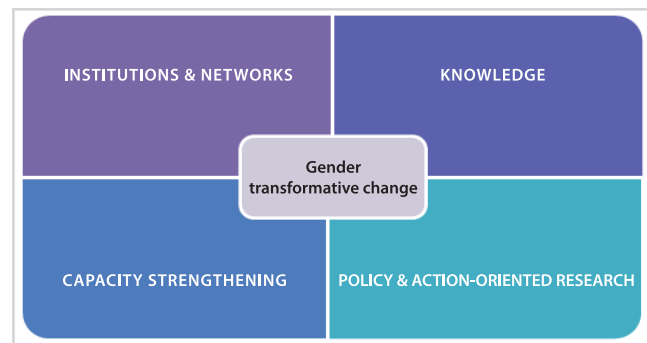 INSTITUTIONS & NETWORKS
KNOWLEDGE
Gender
transformative change
CAPACITY STRENGTHENING
POLICY & ACTION-ORIENTED RESEARCH